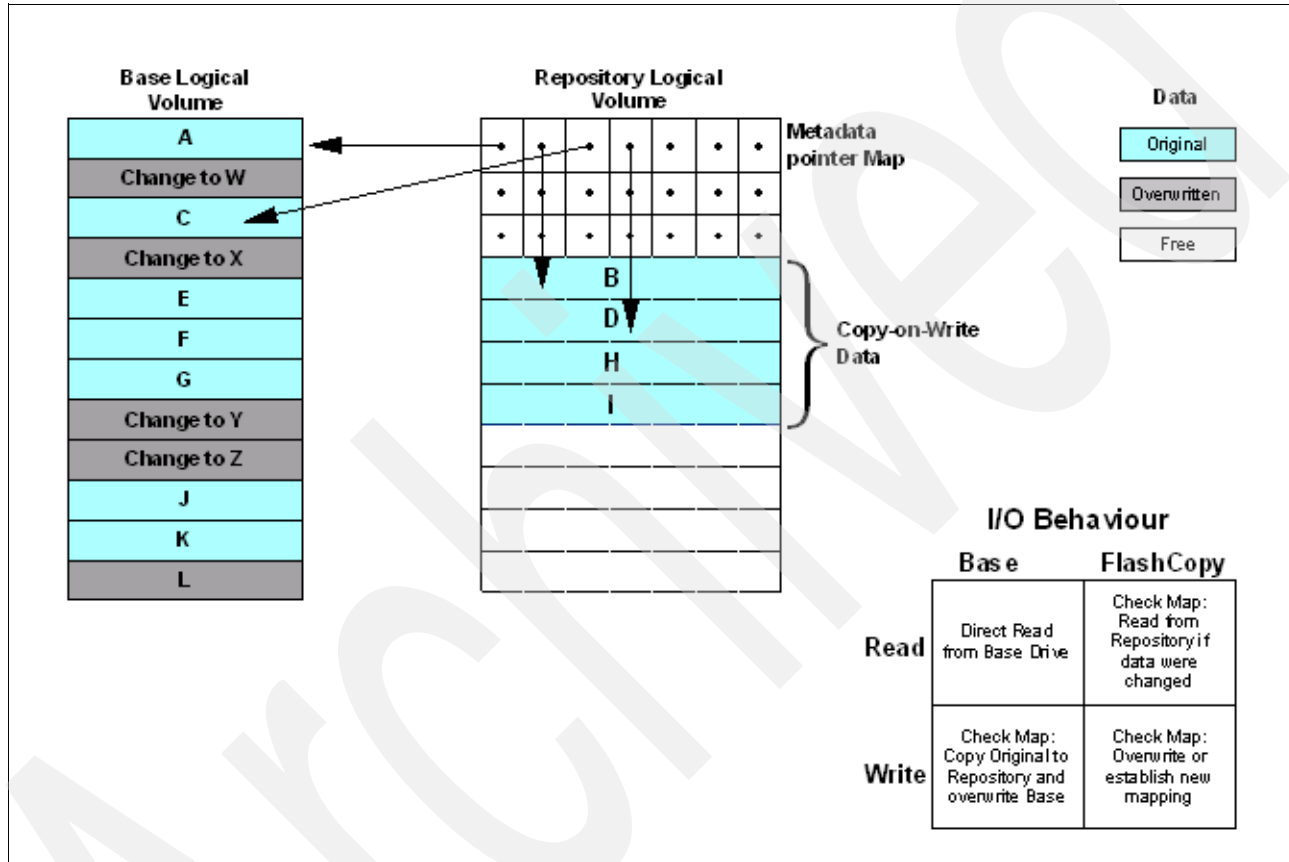 Base Logical
Volume
A
Change to W
C
Change to X
E
F
G
Change to Y
Change to Z
J
K
L
Repository Logical
Volume
Metadata
pointer Map
B
D
H
I
Copy-on-Write
Data
Data
Original
Overwritten
Free
I/O Behaviour
Base
FlashCopy
Read
Direct Read
from Base Drive
Check Map:
Read from
Repository if
data were
changed
Write
Check Map:
Copy Original to
Repository and
overwrite Base
Check Map:
Overwrite or
establish new
mapping
Archived